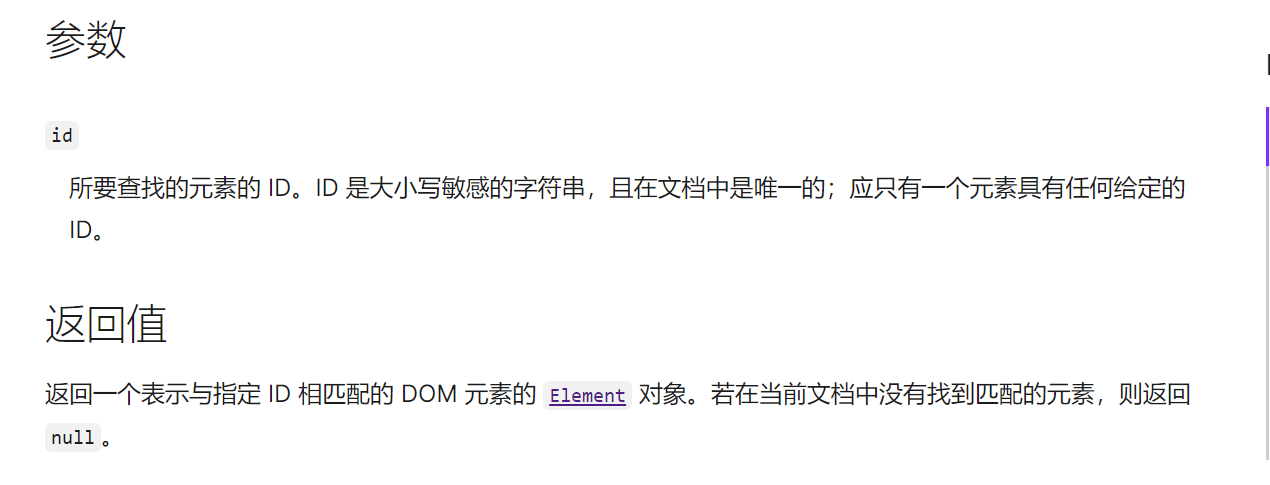 参数
id
所要查找的元素的 ID。ID 是大小写敏感的字符串，且在文档中是唯一的；应只有一个元素具有任何给定的
ID。
返回值
返回一个表示与指定 ID 相匹配的 DOM 元素的 Element 对象。若在当前文档中没有找到匹配的元素，则返回
null。